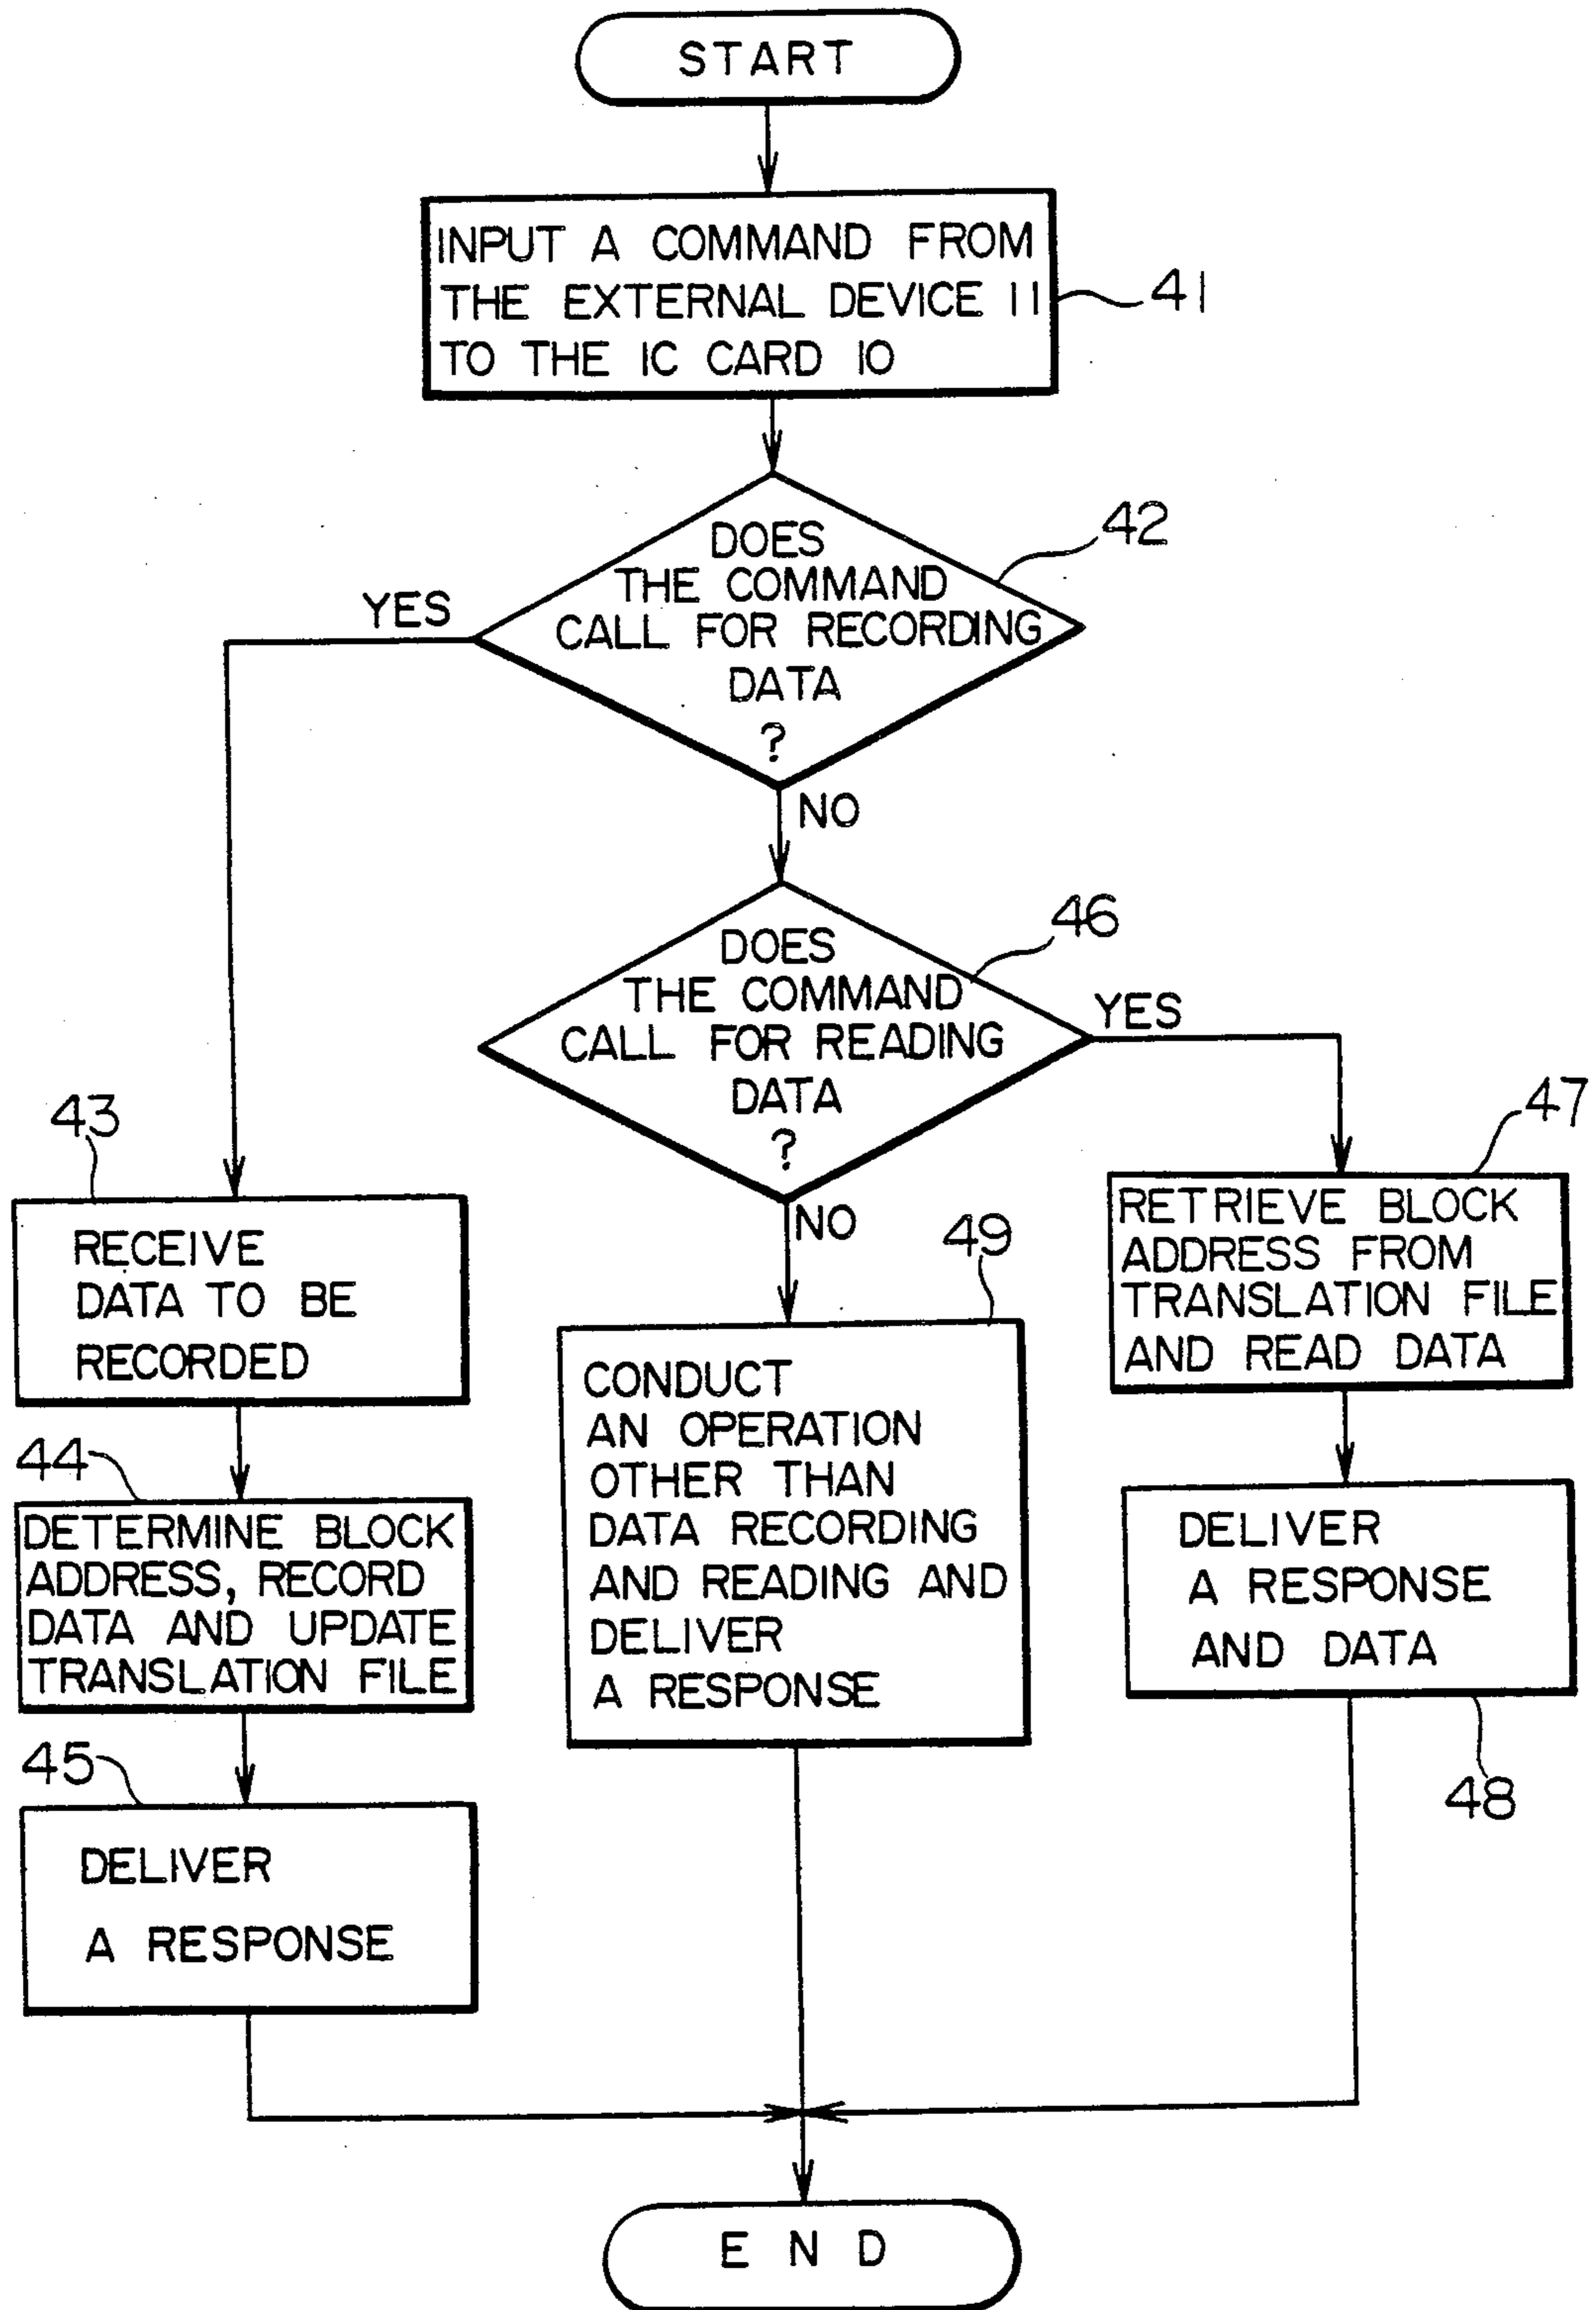 START
INPUT A COMMAND FROM
THE EXTERNAL DEVICE 11
TO THE IC CARD 10
41
DOES
THE COMMAND
CALL FOR RECORDING
DATA
?
42
YES
NO
DOES
THE COMMAND
CALL FOR READING
DATA
?
46
YES
NO
43
RECEIVE
DATA TO BE
RECORDED
44
DETERMINE BLOCK
ADDRESS, RECORD
DATA AND UPDATE
TRANSLATION FILE
45
DELIVER
A RESPONSE
49
CONDUCT
AN OPERATION
OTHER THAN
DATA RECORDING
AND READING AND
DELIVER
A RESPONSE
47
RETRIEVE BLOCK
ADDRESS FROM
TRANSLATION FILE
AND READ DATA
DELIVER
A RESPONSE
AND DATA
48
END